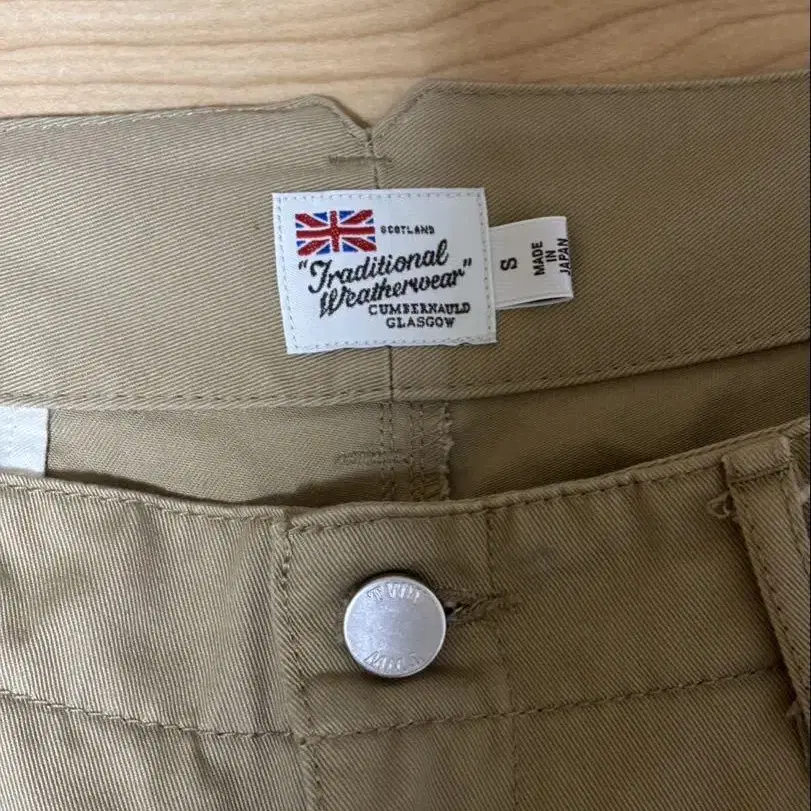 SCOTLAND
"Traditional
Weatherwear"
CUMBERNAULD
GLASGOW
S
MADE
IN
JAPAN